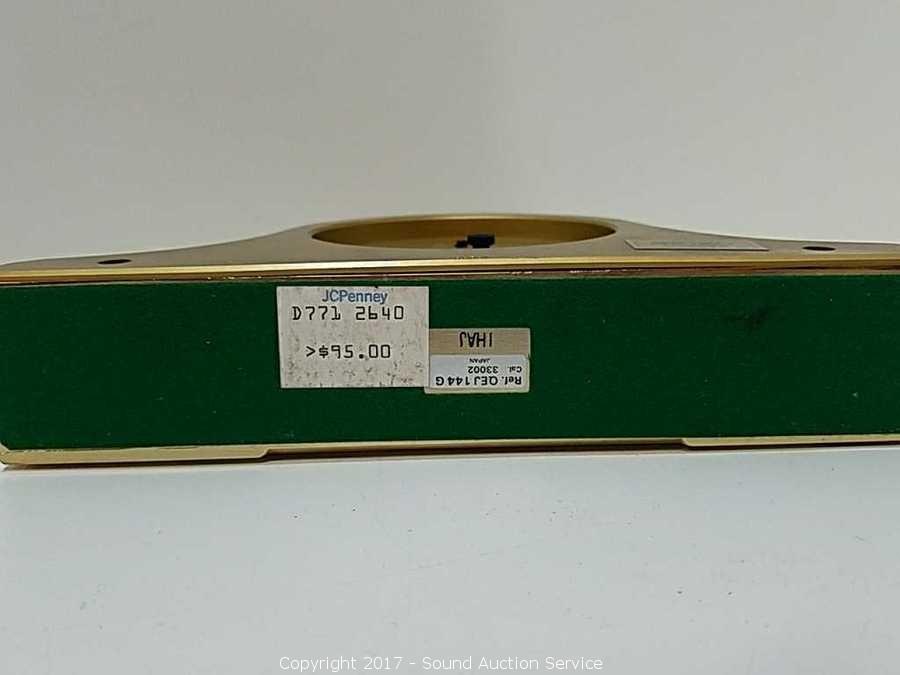 JCPenney
D771 2640
>$95.00
IHAJ
Ref. QEJ144G
Cal. 33002
JAPAN
Copyright 2017 - Sound Auction Service